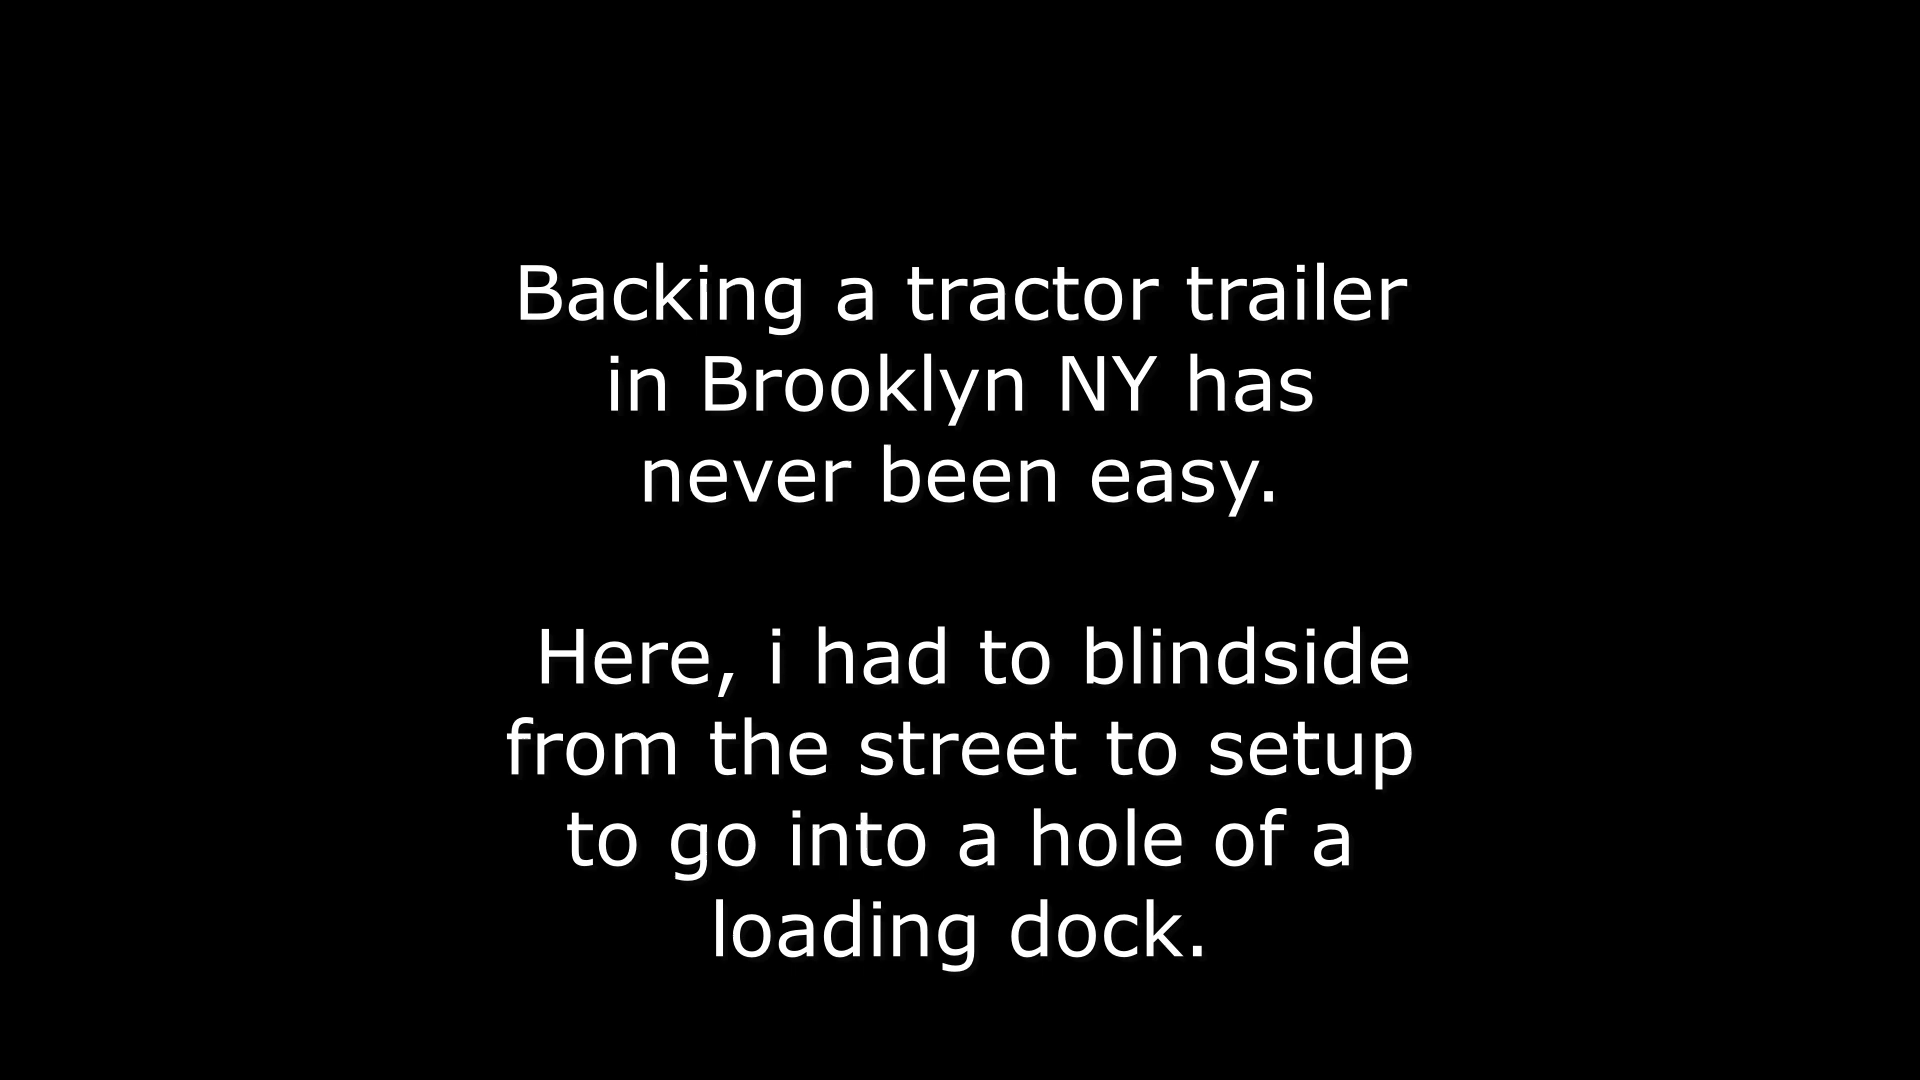 Backing a tractor trailer
in Brooklyn NY has
never been easy.
Here, i had to blindside
from the street to setup
to go into a hole of a
loading dock.